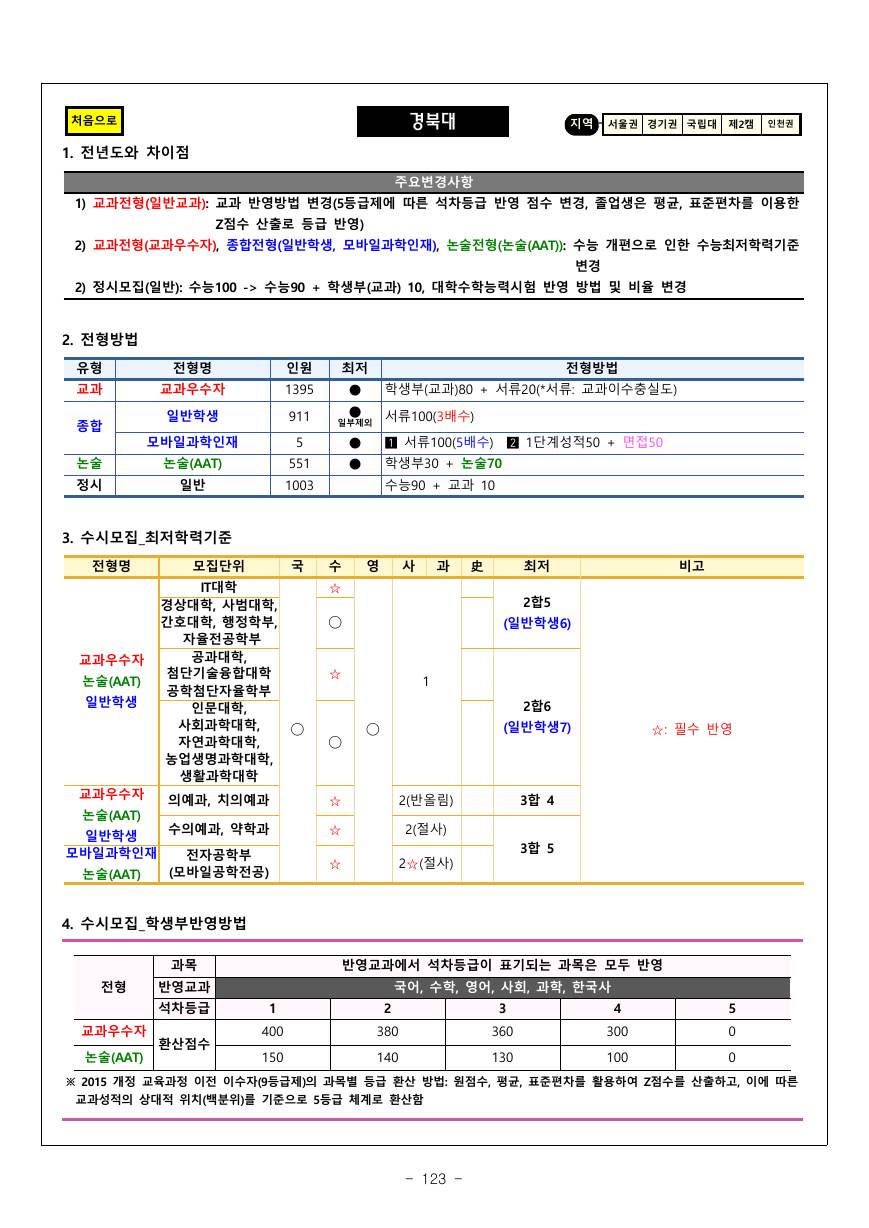 처음으로
경북대
지역 서울권 경기권 국립대 제2캠 인천권
1. 전년도와 차이점
주요변경사항
1) 교과전형(일반교과): 교과 반영방법 변경(5등급제에 따른 석차등급 반영 점수 변경, 졸업생은 평균, 표준편차를 이용한
Z점수 산출로 등급 반영)
2) 교과전형(교과우수자), 종합전형(일반학생, 모바일과학인재), 논술전형(논술(AAT)): 수능 개편으로 인한 수능최저학력기준
변경
2) 정시모집(일반): 수능100 -> 수능90 + 학생부(교과) 10, 대학수학능력시험 반영 방법 및 비율 변경
2. 전형방법
유형 전형명 인원 최저 전형방법
교과 교과우수자 1395 ● 학생부(교과)80 + 서류20(*서류: 교과이수충실도)
종합 일반학생 911 ● 일부제외 서류100(3배수)
모바일과학인재 5 ● 1 서류100(5배수) 2 1단계성적50 + 면접50
논술 논술(AAT) 551 ● 학생부30 + 논술70
정시 일반 1003 수능90 + 교과 10
3. 수시모집_최저학력기준
전형명 모집단위 국 수 영 사 과 史 최저 비고
교과우수자
논술(AAT)
일반학생
IT대학 ☆
경상대학, 사범대학,
간호대학, 행정학부,
자율전공학부
○
2합5
(일반학생6)
공과대학,
첨단기술융합대학
공학첨단자율학부
☆
1
인문대학,
사회과학대학,
자연과학대학,
농업생명과학대학,
생활과학대학
○ ○ ○
2합6
(일반학생7)
☆: 필수 반영
교과우수자
논술(AAT)
일반학생
의예과, 치의예과 ☆ 2(반올림) 3합 4
수의예과, 약학과 ☆ 2(절사)
3합 5
모바일과학인재
논술(AAT)
전자공학부
(모바일공학전공)
☆ 2☆(절사)
4. 수시모집_학생부반영방법
전형 과목 반영교과에서 석차등급이 표기되는 과목은 모두 반영
반영교과 국어, 수학, 영어, 사회, 과학, 한국사
석차등급 1 2 3 4 5
교과우수자 환산점수 400 380 360 300 0
논술(AAT) 150 140 130 100 0
※ 2015 개정 교육과정 이전 이수자(9등급제)의 과목별 등급 환산 방법: 원점수, 평균, 표준편차를 활용하여 Z점수를 산출하고, 이에 따른
교과성적의 상대적 위치(백분위)를 기준으로 5등급 체계로 환산함
- 123 -